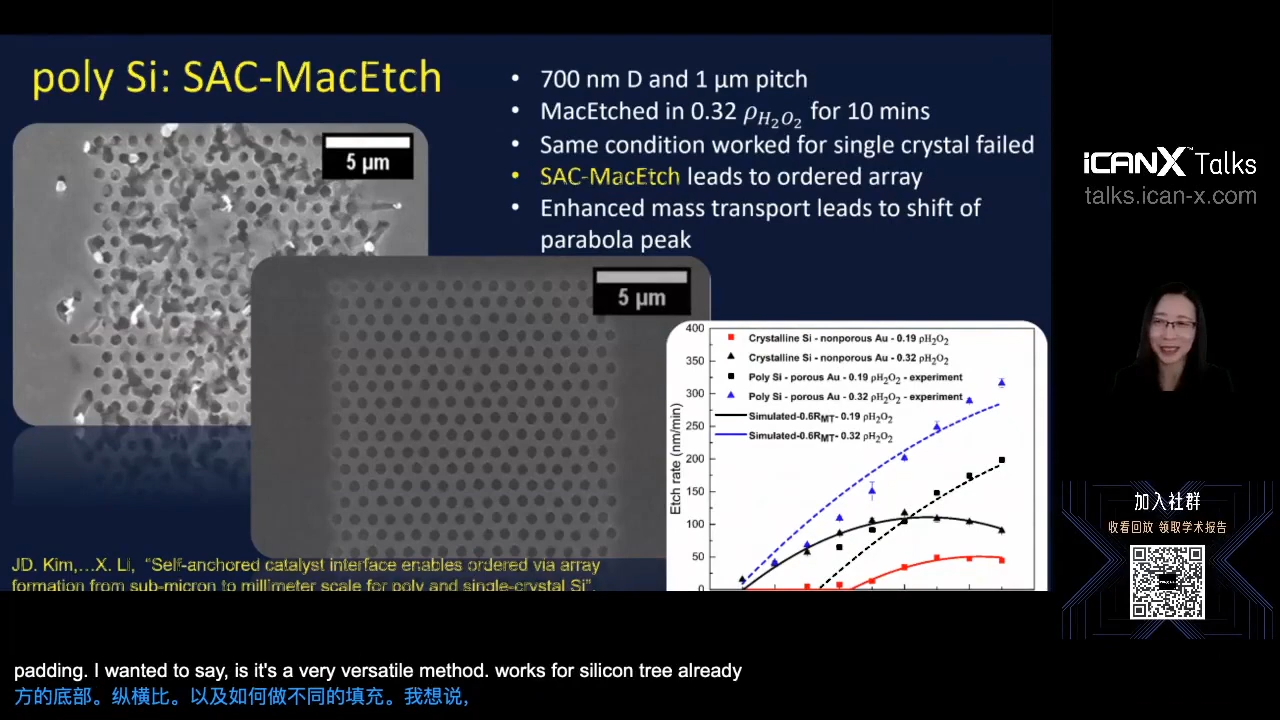 poly Si: SAC-MacEtch
5 μm
5 μm
• 700 nm D and 1 μm pitch
• MacEtched in 0.32 ρH₂O₂ for 10 mins
• Same condition worked for single crystal failed
• SAC-MacEtch leads to ordered array
• Enhanced mass transport leads to shift of
parabola peak
400
350
300
250
200
150
100
50
0
Etch rate (nm/min)
Crystalline Si - nonporous Au - 0.19 ρH₂O₂
Crystalline Si - nonporous Au - 0.32 ρH₂O₂
Poly Si - porous Au - 0.19 ρH₂O₂ - experiment
Poly Si - porous Au - 0.32 ρH₂O₂ - experiment
Simulated-0.6RMT- 0.19 ρH₂O₂
Simulated-0.6RMT- 0.32 ρH₂O₂
JD. Kim,…X. Li, “Self-anchored catalyst interface enables ordered via array
formation from sub-micron to millimeter scale for poly and single-crystal Si”,
iCANX™ Talks
talks.ican-x.com
加入社群
收看回放 领取学术报告
padding. I wanted to say, is it's a very versatile method. works for silicon tree already
方的底部。纵横比。以及如何做不同的填充。我想说，